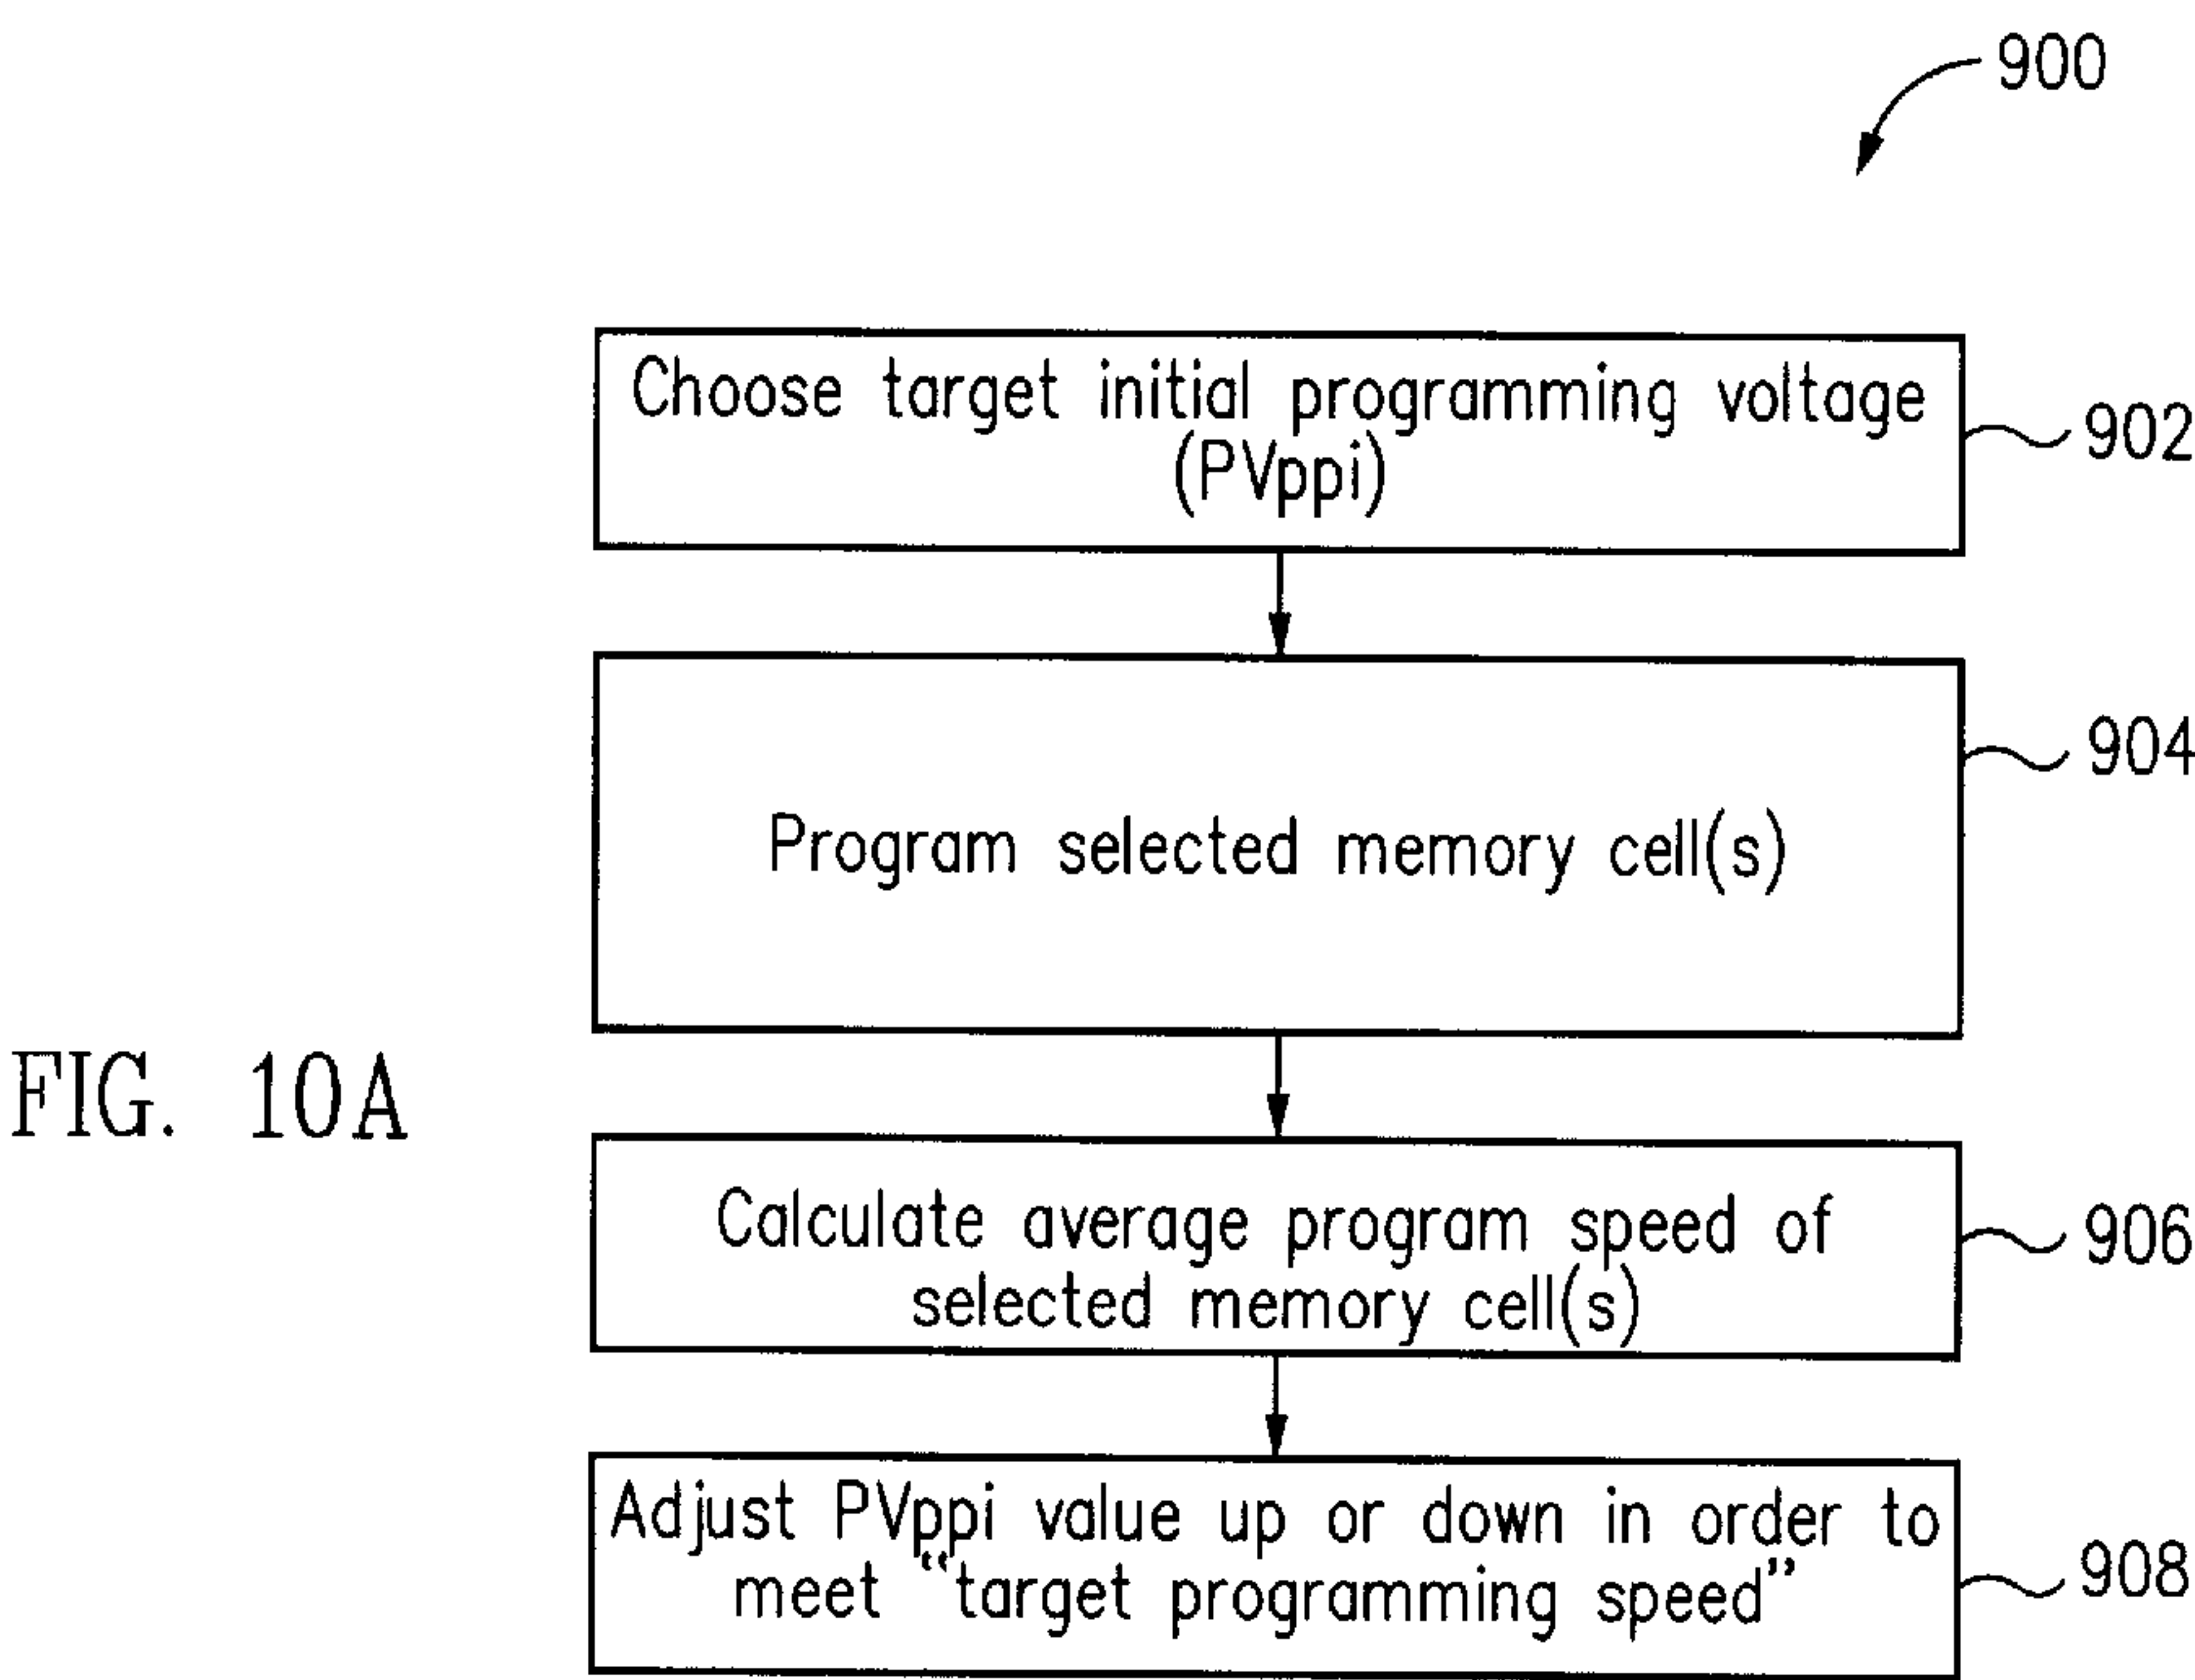 900
Choose target initial programming voltage
(PVppi)
902
Program selected memory cell(s)
904
FIG. 10A
Calculate average program speed of
selected memory cell(s)
906
Adjust PVppi value up or down in order to
meet “target programming speed”
908